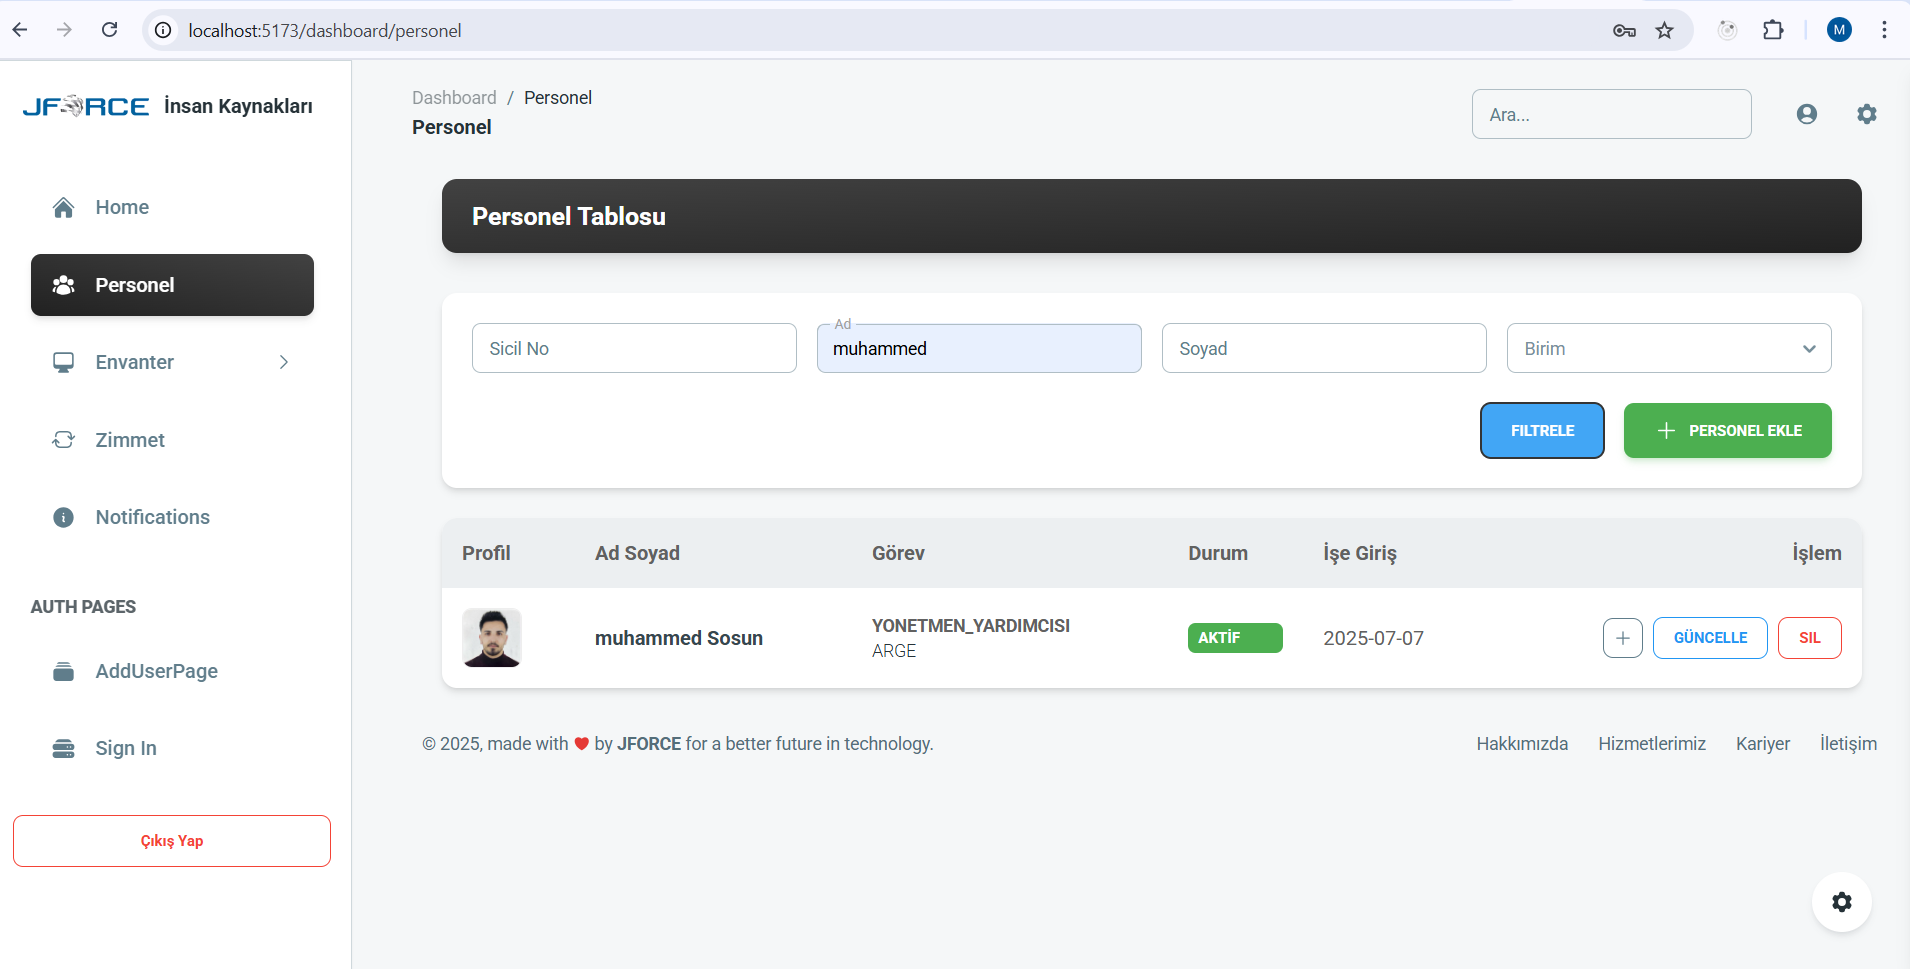 localhost:5173/dashboard/personel
M
JFORCE İnsan Kaynakları
Home
Personel
Envanter
Zimmet
Notifications
AUTH PAGES
AddUserPage
Sign In
Çıkış Yap
Dashboard / Personel
Personel
Ara...
Personel Tablosu
Sicil No
Ad
muhammed
Soyad
Birim
FILTRELE
PERSONEL EKLE
Profil Ad Soyad Görev Durum İşe Giriş İşlem
muhammed Sosun
YONETMEN_YARDIMCISI
ARGE
AKTİF
2025-07-07
GÜNCELLE
SIL
© 2025, made with ❤ by JFORCE for a better future in technology.
Hakkımızda Hizmetlerimiz Kariyer İletişim